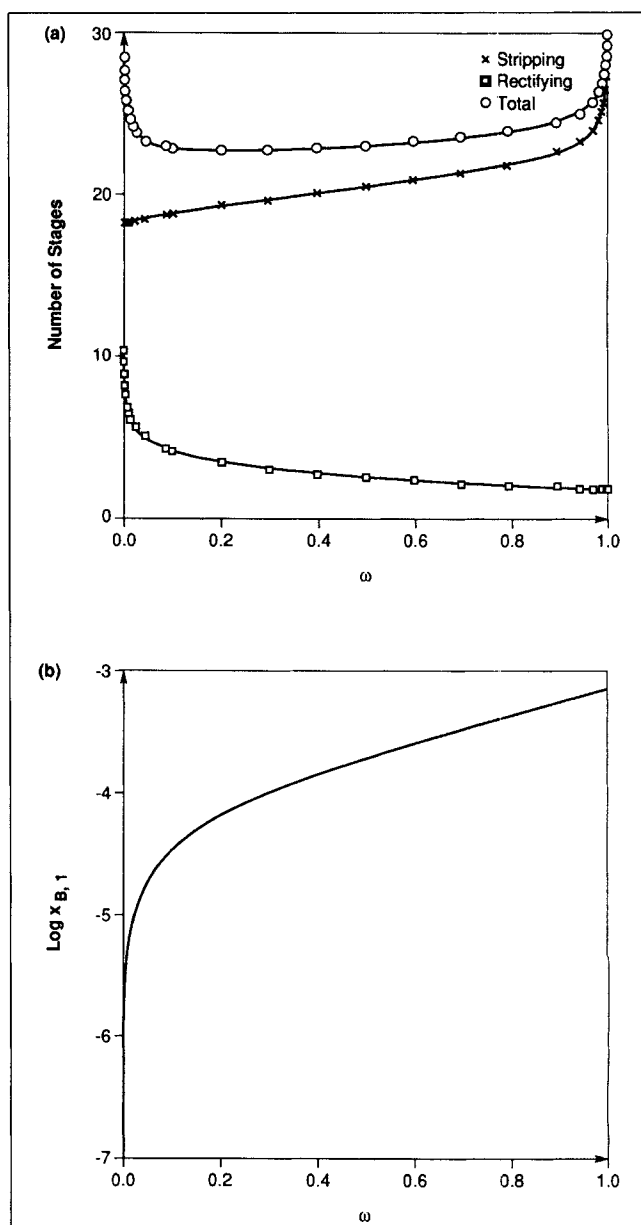 (a)
30
× Stripping
Rectifying
Total
20
Number of Stages
10
0
0.0 0.2 0.4 0.6 0.8 1.0
ω
(b)
-3
-4
Log x B, 1
-5
-6
-7
0.0 0.2 0.4 0.6 0.8 1.0
ω